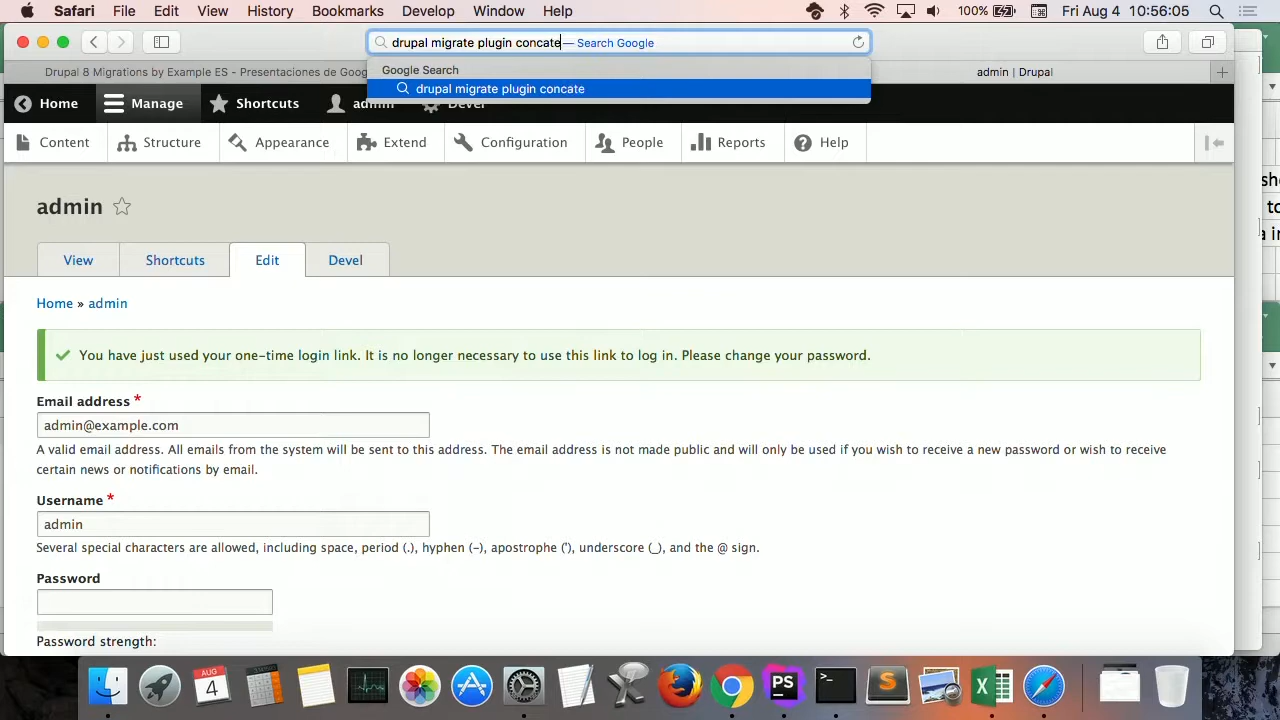 Safari File Edit View History Bookmarks Develop Window Help 100% Fri Aug 4 10:56:05
drupal migrate plugin concate — Search Google
Google Search
drupal migrate plugin concate
Drupal 8 Migrations by Example ES - Presentaciones de Goog
admin | Drupal
Home Manage Shortcuts admin Devel
Content Structure Appearance Extend Configuration People Reports Help
admin
View Shortcuts Edit Devel
Home » admin
You have just used your one-time login link. It is no longer necessary to use this link to log in. Please change your password.
Email address *
admin@example.com
A valid email address. All emails from the system will be sent to this address. The email address is not made public and will only be used if you wish to receive a new password or wish to receive
certain news or notifications by email.
Username *
admin
Several special characters are allowed, including space, period (.), hyphen (-), apostrophe ('), underscore (_), and the @ sign.
Password
Password strength:
AUG
4
PS
>_
S